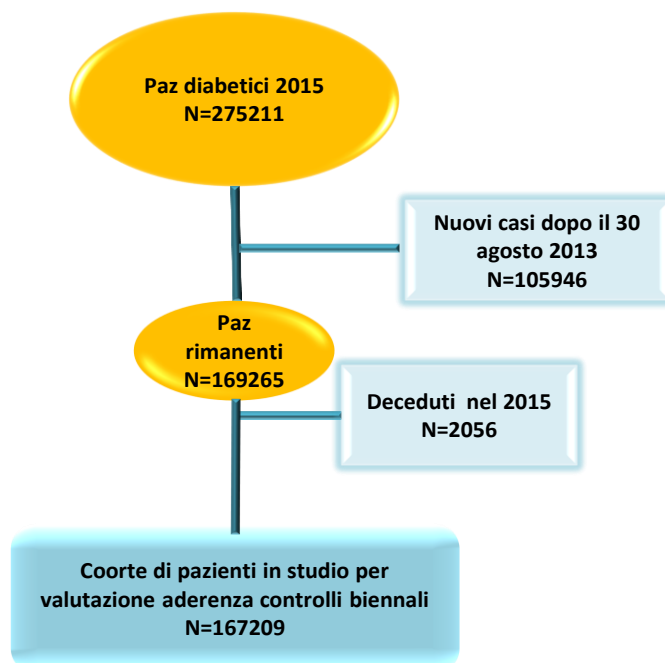 Paz diabetici 2015
N=275211
Nuovi casi dopo il 30
agosto 2013
N=105946
Paz
rimanenti
N=169265
Deceduti nel 2015
N=2056
Coorte di pazienti in studio per
valutazione aderenza controlli biennali
N=167209